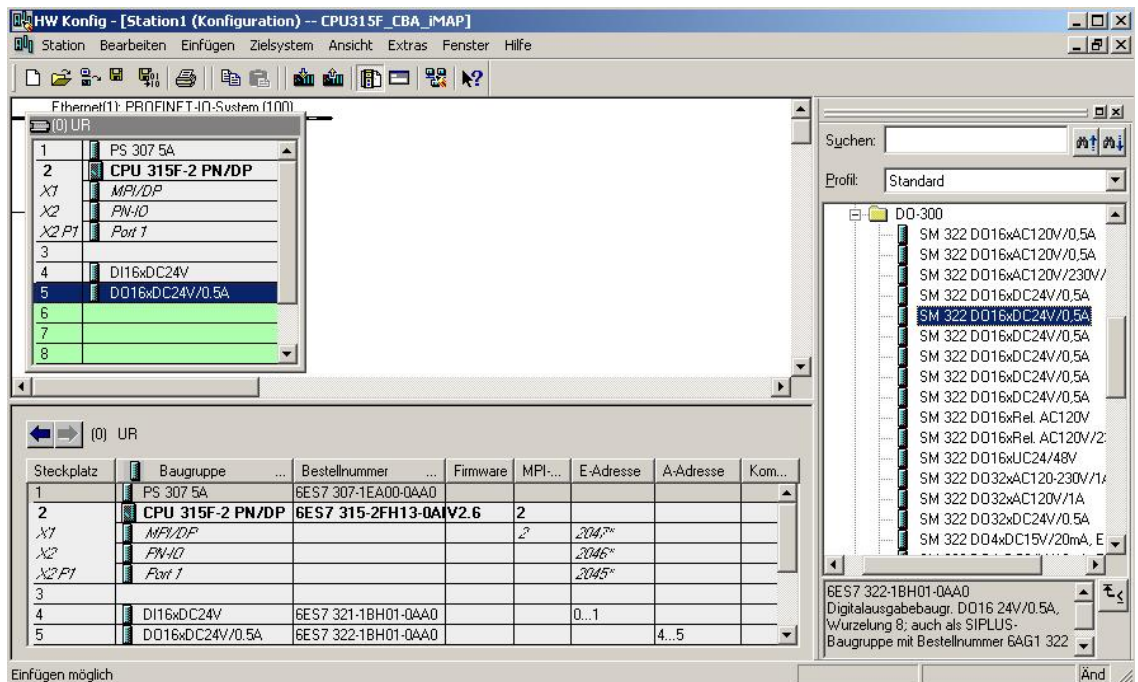 HW Konfig - [Station1 (Konfiguration) -- CPU315F_CBA_iMAP]
Station Bearbeiten Einfügen Zielsystem Ansicht Extras Fenster Hilfe
Ethernet(1): PROFINET-IO-System (100)
(0) UR
1 PS 307 5A
2 CPU 315F-2 PN/DP
X1 MPI/DP
X2 PN-IO
X2 P1 Port 1
3
4 DI16xDC24V
5 DO16xDC24V/0.5A
6
7
8
(0) UR
Steckplatz Baugruppe ... Bestellnummer ... Firmware MPI-... E-Adresse A-Adresse Kom...
1 PS 307 5A 6ES7 307-1EA00-0AA0
2 CPU 315F-2 PN/DP 6ES7 315-2FH13-0A V2.6 2
X1 MPI/DP 2 2047*
X2 PN-IO 2046*
X2 P1 Port 1 2045*
3
4 DI16xDC24V 6ES7 321-1BH01-0AA0 0...1
5 DO16xDC24V/0.5A 6ES7 322-1BH01-0AA0 4...5
Suchen:
Profil: Standard
DO-300
SM 322 DO16xAC120V/0,5A
SM 322 DO16xAC120V/0,5A
SM 322 DO16xAC120V/230V/
SM 322 DO16xDC24V/0,5A
SM 322 DO16xDC24V/0,5A
SM 322 DO16xDC24V/0,5A
SM 322 DO16xDC24V/0,5A
SM 322 DO16xDC24V/0,5A
SM 322 DO16xDC24V/0,5A
SM 322 DO16xRel. AC120V
SM 322 DO16xRel. AC120V/2
SM 322 DO16xUC24/48V
SM 322 DO32xAC120-230V/1
SM 322 DO32xAC120V/1A
SM 322 DO32xDC24V/0.5A
SM 322 DO4xDC15V/20mA, E
6ES7 322-1BH01-0AA0
Digitalausgabebaugr. DO16 24V/0.5A,
Wurzelung 8; auch als SIPLUS-
Baugruppe mit Bestellnummer 6AG1 322
Einfügen möglich
Änd